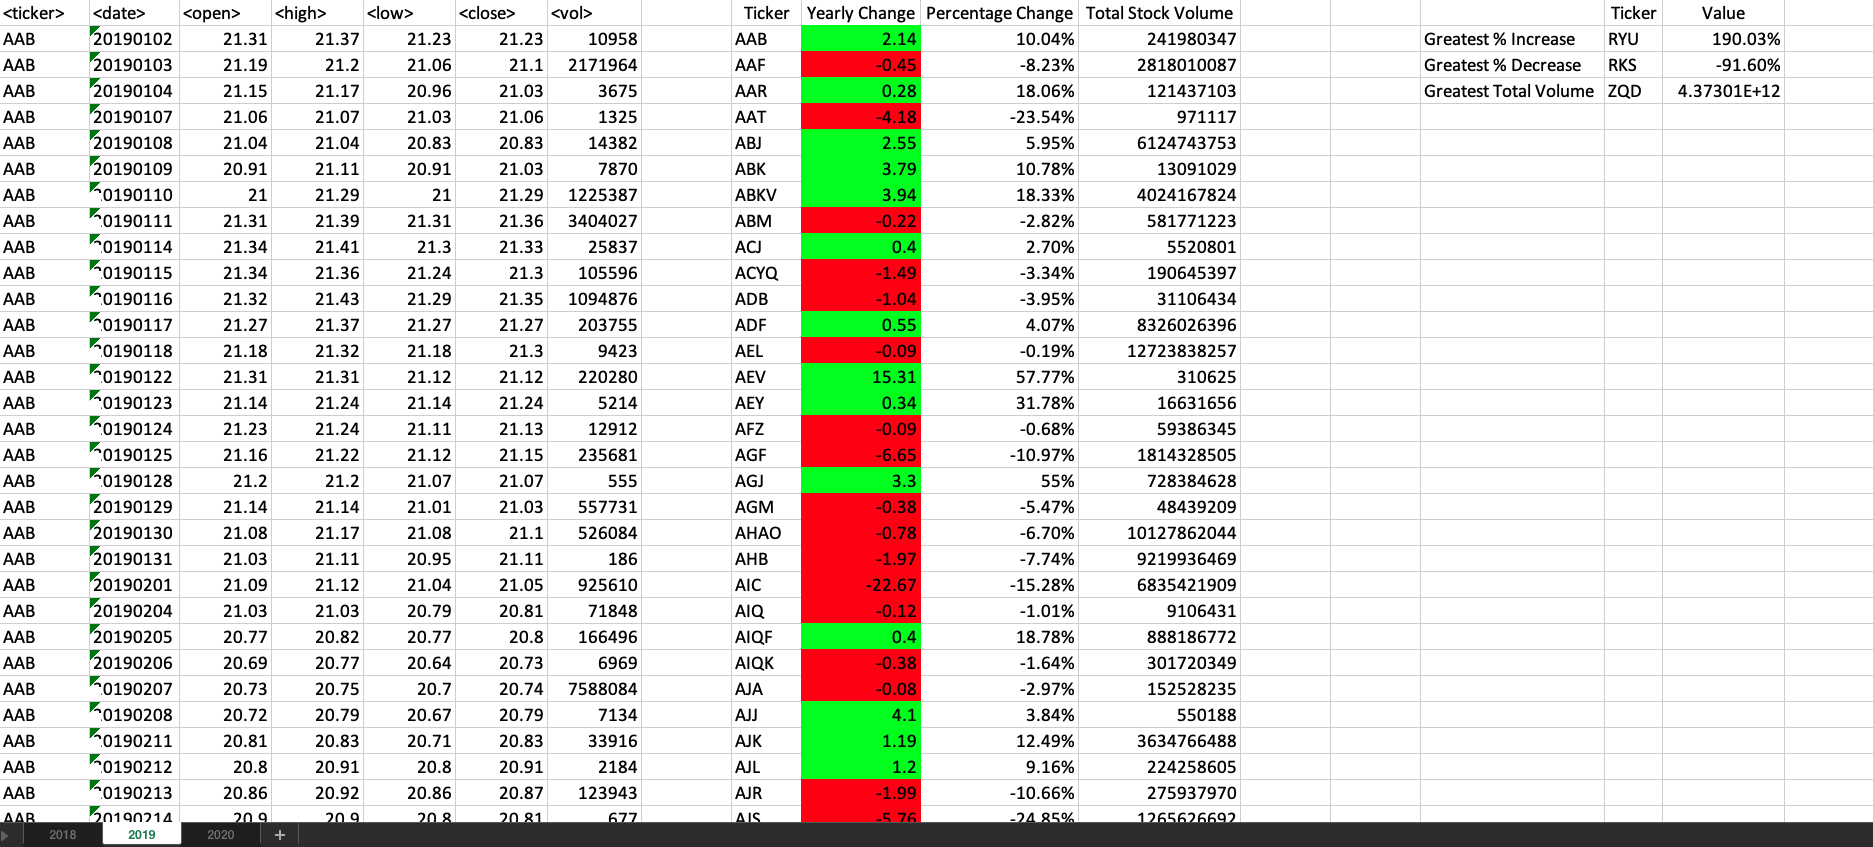 <ticker> <date> <open> <high> <low> <close> <vol> Ticker Yearly Change Percentage Change Total Stock Volume Ticker Value
AAB 20190102 21.31 21.37 21.23 21.23 10958 AAB 2.14 10.04% 241980347 Greatest % Increase RYU 190.03%
AAB 20190103 21.19 21.2 21.06 21.1 2171964 AAF -0.45 -8.23% 2818010087 Greatest % Decrease RKS -91.60%
AAB 20190104 21.15 21.17 20.96 21.03 3675 AAR 0.28 18.06% 121437103 Greatest Total Volume ZQD 4.37301E+12
AAB 20190107 21.06 21.07 21.03 21.06 1325 AAT -4.18 -23.54% 971117
AAB 20190108 21.04 21.04 20.83 20.83 14382 ABJ 2.55 5.95% 6124743753
AAB 20190109 20.91 21.11 20.91 21.03 7870 ABK 3.79 10.78% 13091029
AAB 20190110 21 21.29 21 21.29 1225387 ABKV 3.94 18.33% 4024167824
AAB 20190111 21.31 21.39 21.31 21.36 3404027 ABM -0.22 -2.82% 581771223
AAB 20190114 21.34 21.41 21.3 21.33 25837 ACJ 0.4 2.70% 5520801
AAB 20190115 21.34 21.36 21.24 21.3 105596 ACYQ -1.49 -3.34% 190645397
AAB 20190116 21.32 21.43 21.29 21.35 1094876 ADB -1.04 -3.95% 31106434
AAB 20190117 21.27 21.37 21.27 21.27 203755 ADF 0.55 4.07% 8326026396
AAB 20190118 21.18 21.32 21.18 21.3 9423 AEL -0.09 -0.19% 12723838257
AAB 20190122 21.31 21.31 21.12 21.12 220280 AEV 15.31 57.77% 310625
AAB 20190123 21.14 21.24 21.14 21.24 5214 AEY 0.34 31.78% 16631656
AAB 20190124 21.23 21.24 21.11 21.13 12912 AFZ -0.09 -0.68% 59386345
AAB 20190125 21.16 21.22 21.12 21.15 235681 AGF -6.65 -10.97% 1814328505
AAB 20190128 21.2 21.2 21.07 21.07 555 AGJ 3.3 55% 728384628
AAB 20190129 21.14 21.14 21.01 21.03 557731 AGM -0.38 -5.47% 48439209
AAB 20190130 21.08 21.17 21.08 21.1 526084 AHAO -0.78 -6.70% 10127862044
AAB 20190131 21.03 21.11 20.95 21.11 186 AHB -1.97 -7.74% 9219936469
AAB 20190201 21.09 21.12 21.04 21.05 925610 AIC -22.67 -15.28% 6835421909
AAB 20190204 21.03 21.03 20.79 20.81 71848 AIQ -0.12 -1.01% 9106431
AAB 20190205 20.77 20.82 20.77 20.8 166496 AIQF 0.4 18.78% 888186772
AAB 20190206 20.69 20.77 20.64 20.73 6969 AIQK -0.38 -1.64% 301720349
AAB 20190207 20.73 20.75 20.7 20.74 7588084 AJA -0.08 -2.97% 152528235
AAB 20190208 20.72 20.79 20.67 20.79 7134 AJJ 4.1 3.84% 550188
AAB 20190211 20.81 20.83 20.71 20.83 33916 AJK 1.19 12.49% 3634766488
AAB 20190212 20.8 20.91 20.8 20.91 2184 AJL 1.2 9.16% 224258605
AAB 20190213 20.86 20.92 20.86 20.87 123943 AJR -1.99 -10.66% 275937970
AAB 20190214 20.9 20.9 20.8 20.81 677 AJS -5.76 -24.85% 1265626692
2018 2019 2020 +